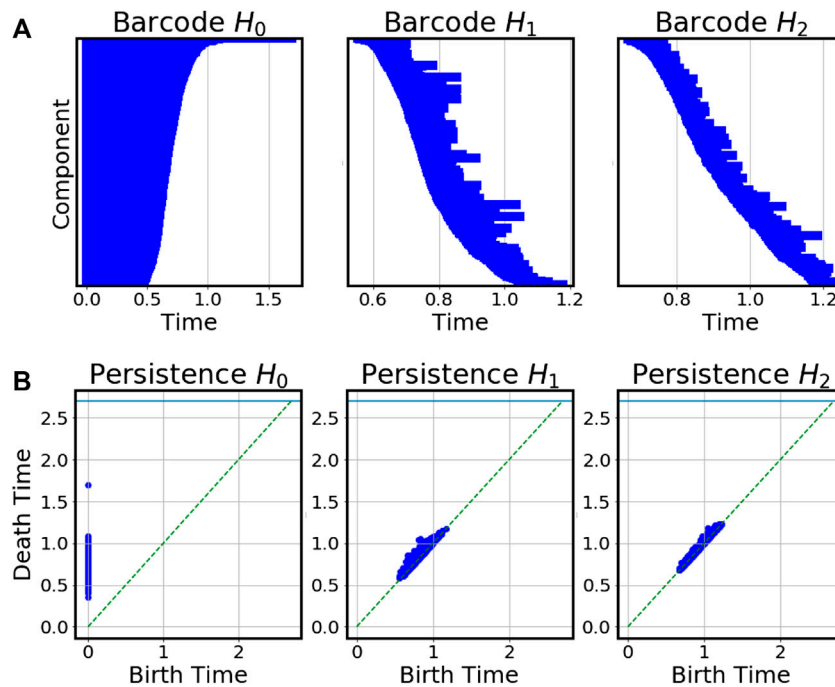 A
Barcode H₀
Barcode H₁
Barcode H₂
Component
0.0 0.5 1.0 1.5
0.6 0.8 1.0 1.2
0.8 1.0 1.2
Time
Time
Time
B
Persistence H₀
Persistence H₁
Persistence H₂
Death Time
2.5
2.0
1.5
1.0
0.5
0.0
2.5
2.0
1.5
1.0
0.5
0.0
2.5
2.0
1.5
1.0
0.5
0.0
0 1 2
0 1 2
0 1 2
Birth Time
Birth Time
Birth Time